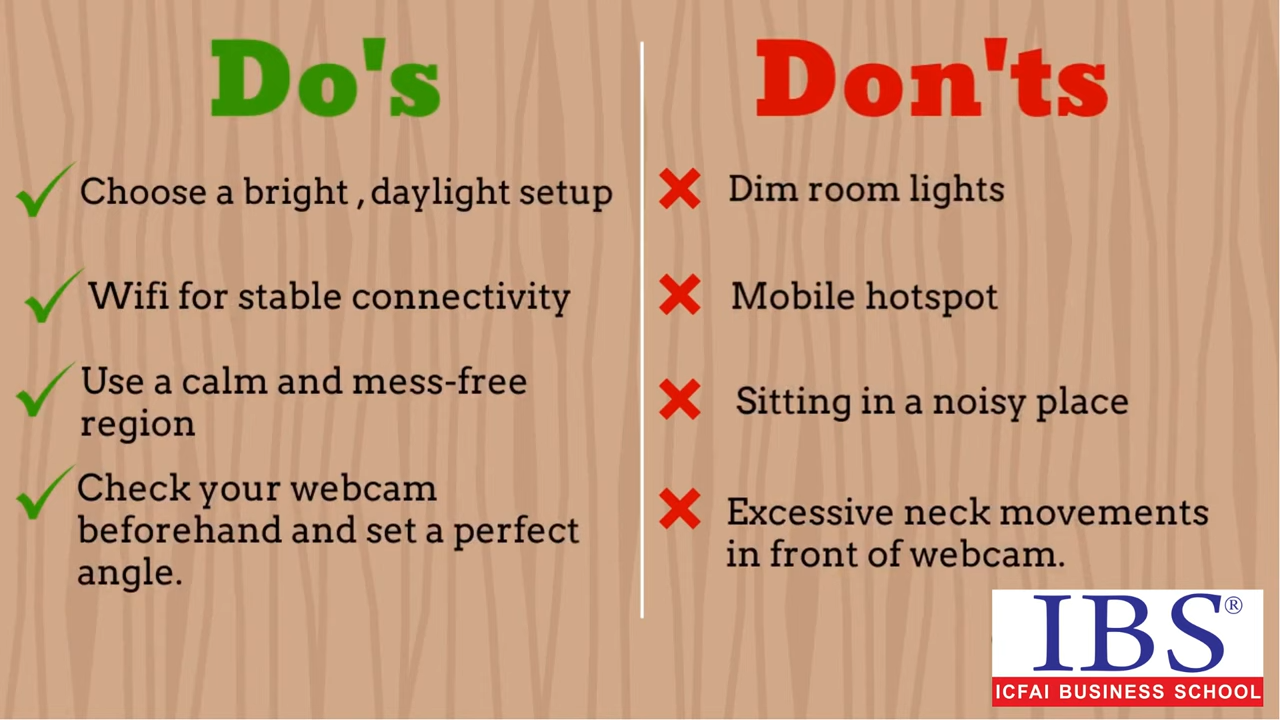 Do's
Choose a bright , daylight setup
Wifi for stable connectivity
Use a calm and mess-free
region
Check your webcam
beforehand and set a perfect
angle.
Don'ts
Dim room lights
Mobile hotspot
Sitting in a noisy place
Excessive neck movements
in front of webcam.
IBS®
ICFAI BUSINESS SCHOOL